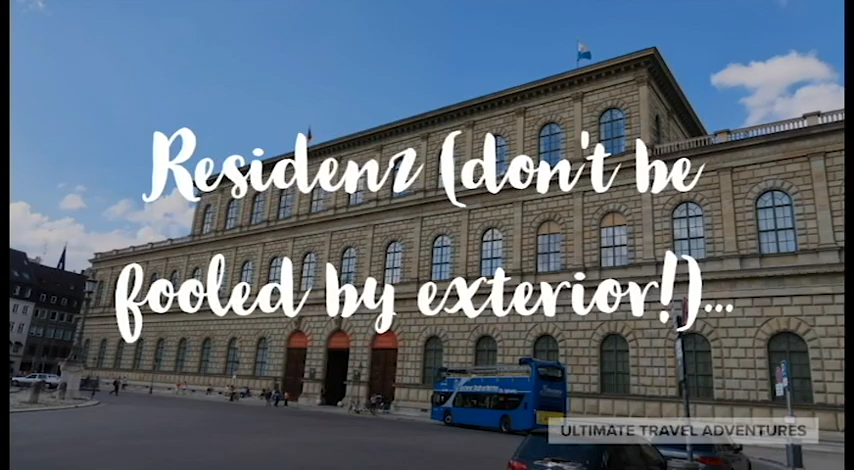 Residenz (don't be
fooled by exterior!)...
ULTIMATE TRAVEL ADVENTURES